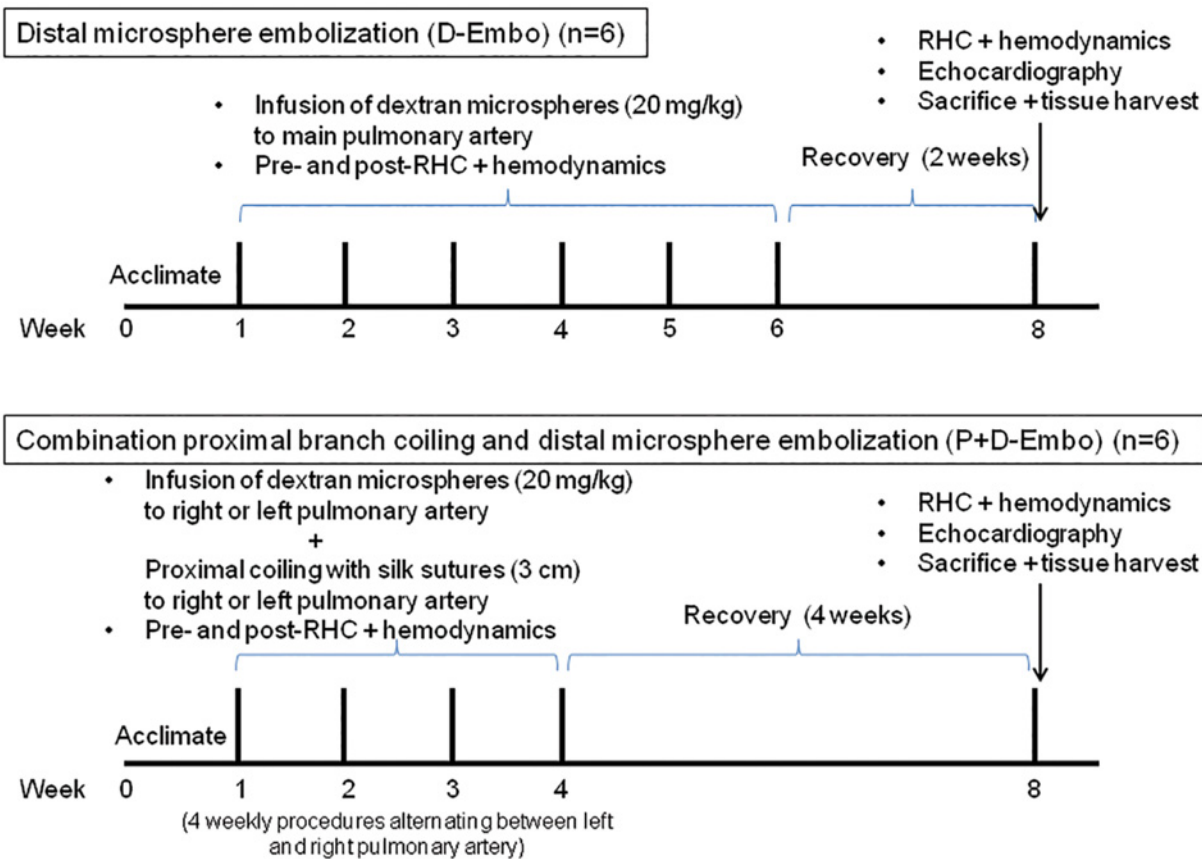 Distal microsphere embolization (D-Embo) (n=6)
• RHC + hemodynamics
• Echocardiography
• Sacrifice + tissue harvest
• Infusion of dextran microspheres (20 mg/kg)
to main pulmonary artery
• Pre- and post-RHC + hemodynamics
Recovery (2 weeks)
Acclimate
Week 0 1 2 3 4 5 6 8
Combination proximal branch coiling and distal microsphere embolization (P+D-Embo) (n=6)
• Infusion of dextran microspheres (20 mg/kg)
to right or left pulmonary artery
+
Proximal coiling with silk sutures (3 cm)
to right or left pulmonary artery
• Pre- and post-RHC + hemodynamics
• RHC + hemodynamics
• Echocardiography
• Sacrifice + tissue harvest
Recovery (4 weeks)
Acclimate
Week 0 1 2 3 4 8
(4 weekly procedures alternating between left
and right pulmonary artery)